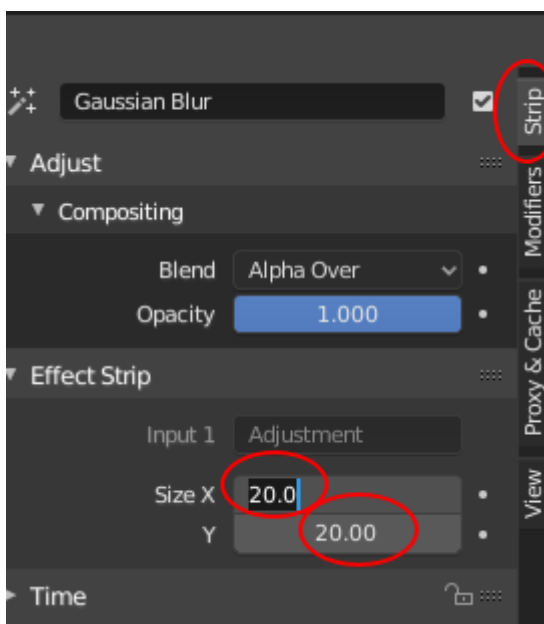 Gaussian Blur
Adjust
Compositing
Blend Alpha Over
Opacity 1.000
Effect Strip
Input 1 Adjustment
Size X 20.0
Y 20.00
Time
Strip
Modifiers
Proxy & Cache
View